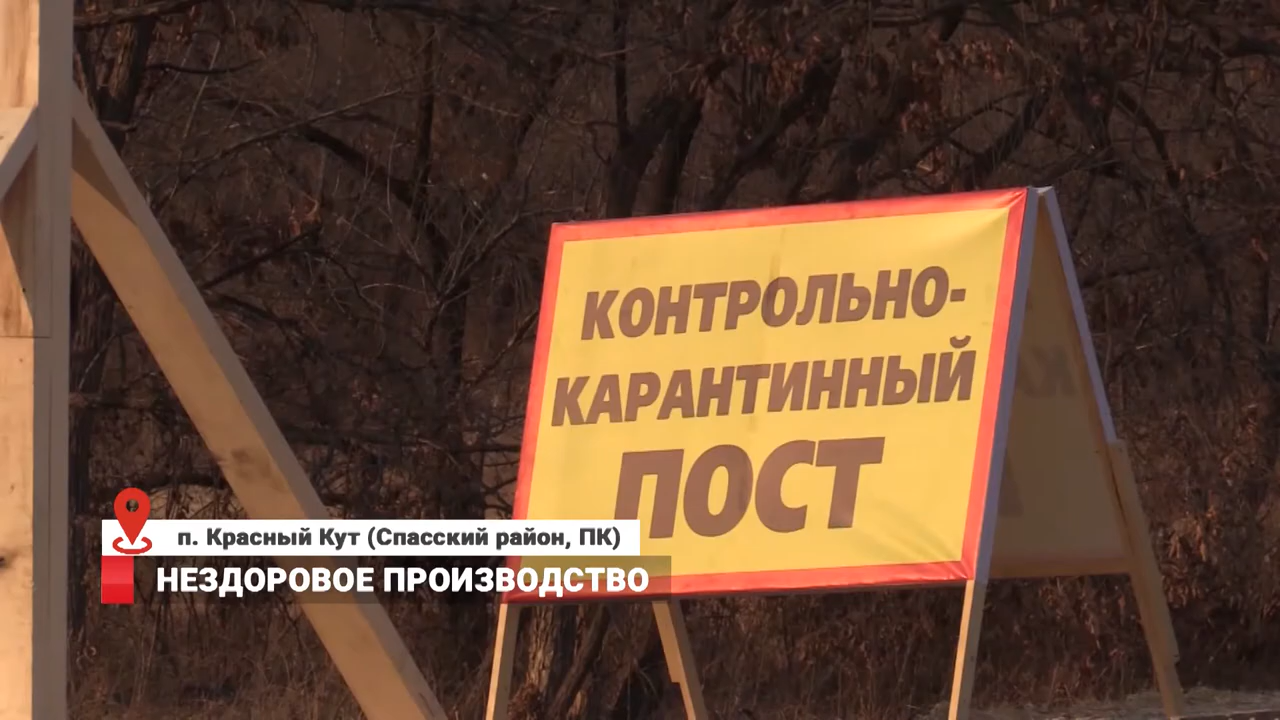 КОНТРОЛЬНО-
КАРАНТИННЫЙ
ПОСТ
п. Красный Кут (Спасский район, ПК)
НЕЗДОРОВОЕ ПРОИЗВОДСТВО